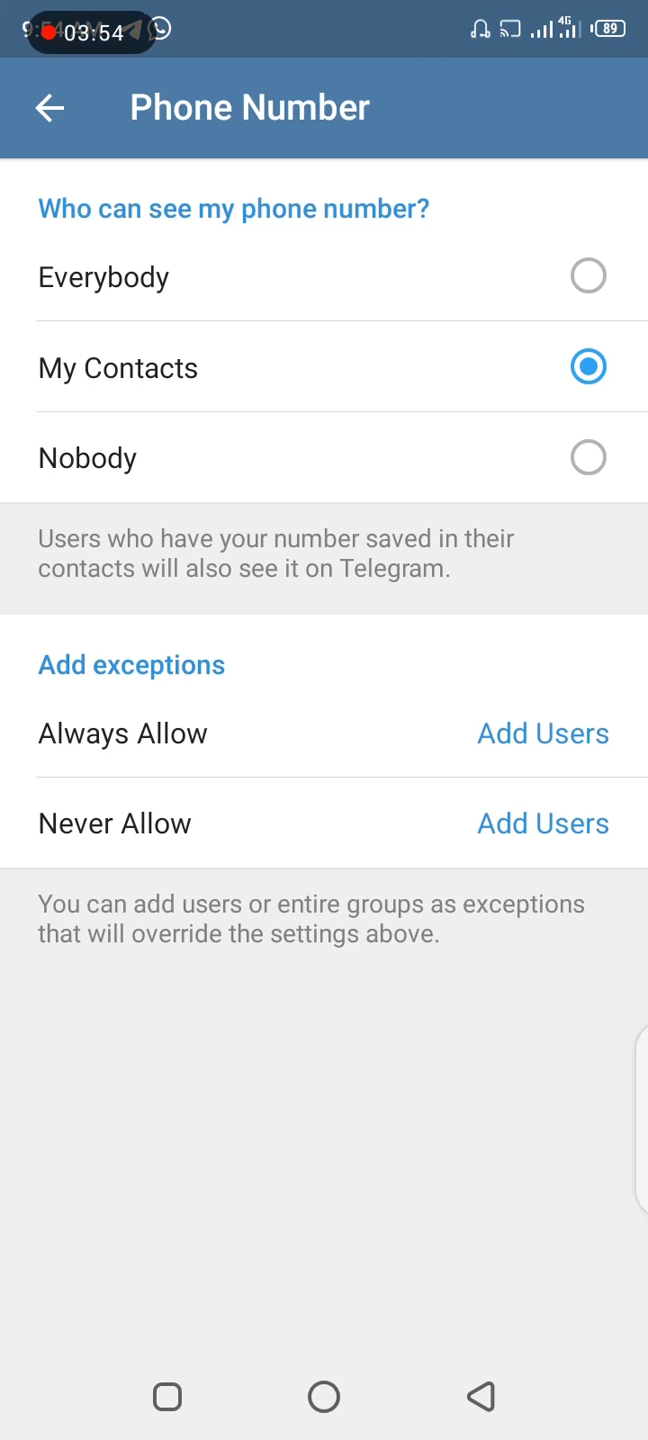 03:54
4G
89
Phone Number
Who can see my phone number?
Everybody
My Contacts
Nobody
Users who have your number saved in their
contacts will also see it on Telegram.
Add exceptions
Always Allow Add Users
Never Allow Add Users
You can add users or entire groups as exceptions
that will override the settings above.